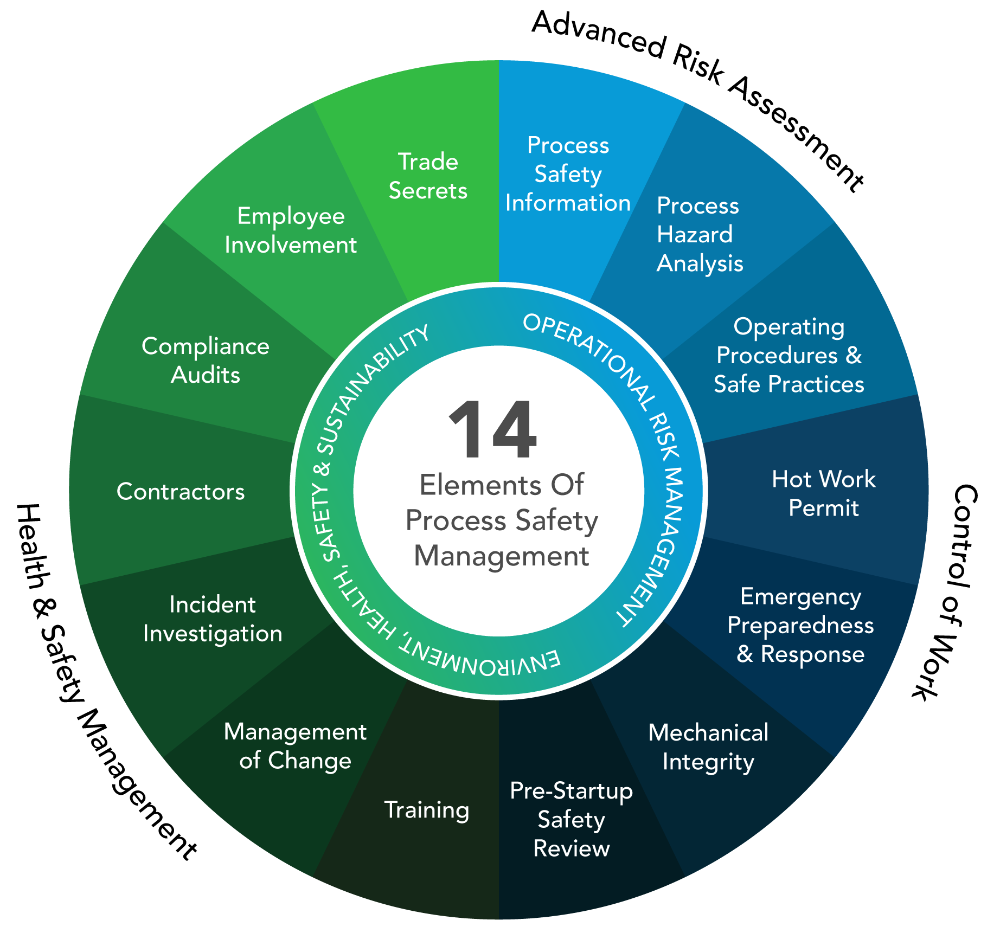 Advanced Risk Assessment
Process
Safety
Information
Process
Hazard
Analysis
Operating
Procedures &
Safe Practices
Hot Work
Permit
Control of Work
Emergency
Preparedness
& Response
Mechanical
Integrity
Pre-Startup
Safety
Review
Training
Management
of Change
Health & Safety Management
Incident
Investigation
Contractors
Compliance
Audits
Employee
Involvement
Trade
Secrets
OPERATIONAL RISK MANAGEMENT
ENVIRONMENT, HEALTH, SAFETY & SUSTAINABILITY
14
Elements Of
Process Safety
Management